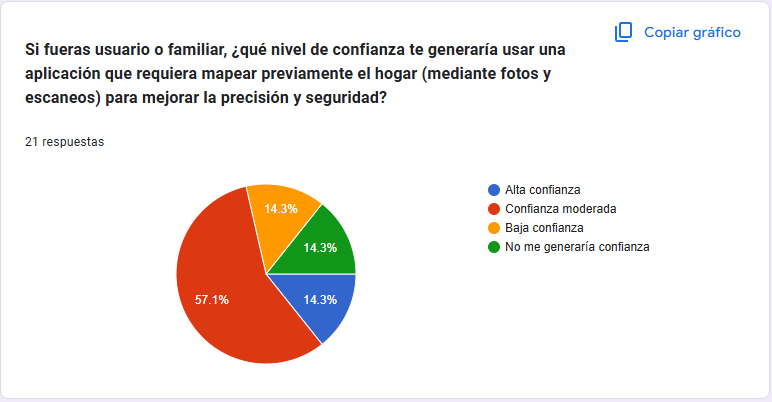 Copiar gráfico
Si fueras usuario o familiar, ¿qué nivel de confianza te generaría usar una
aplicación que requiera mapear previamente el hogar (mediante fotos y
escaneos) para mejorar la precisión y seguridad?
21 respuestas
14.3%
14.3%
57.1%
14.3%
Alta confianza
Confianza moderada
Baja confianza
No me generaría confianza